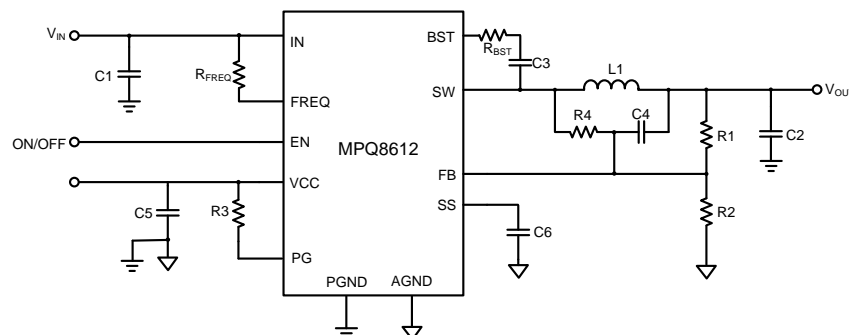 VIN
C1
RFREQ
IN
FREQ
ON/OFF
EN
VCC
C5
R3
PG
MPQ8612
PGND
AGND
BST
RBST
C3
SW
L1
R4
C4
R1
C2
VOU
FB
SS
C6
R2